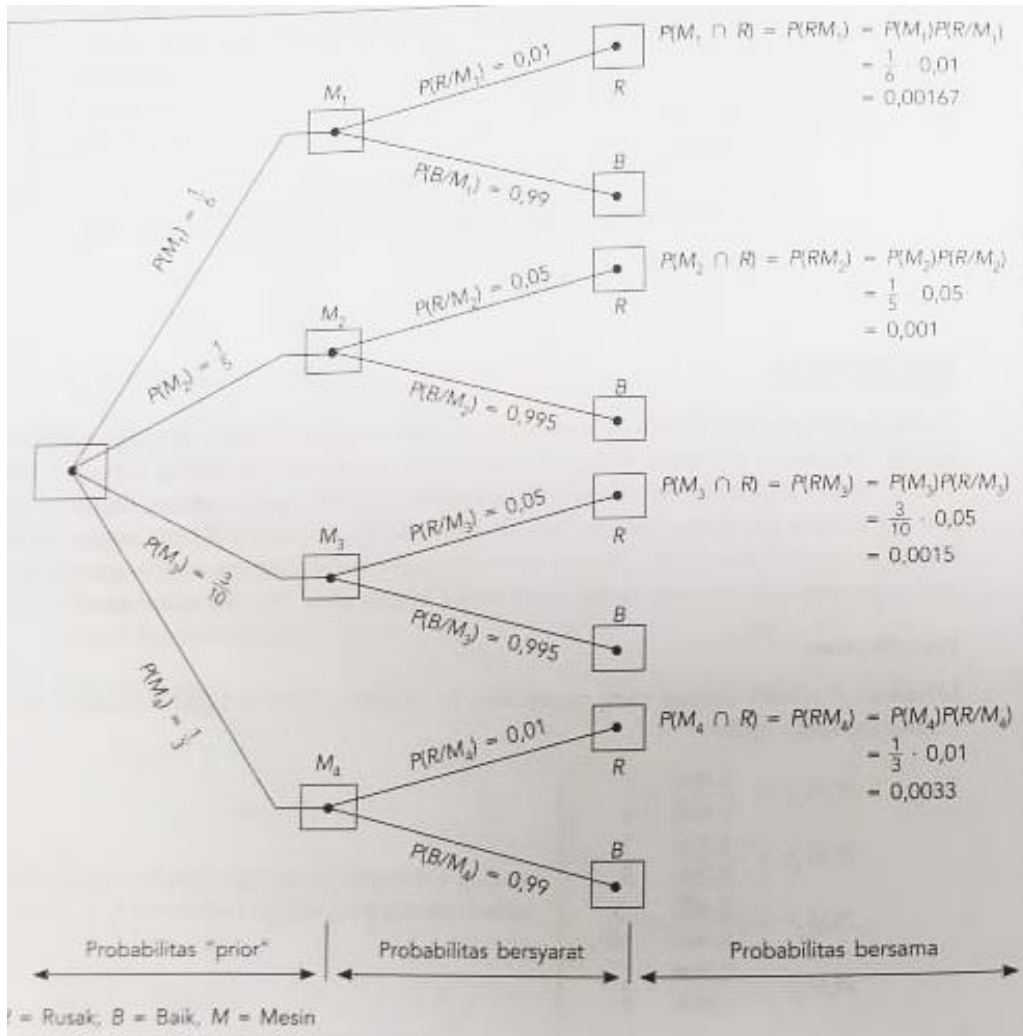 P(M₁ ∩ R) = P(RM₁) = P(M₁)P(R/M₁)
= 1/6 · 0,01
= 0,00167
P(R/M₁) = 0,01
R
M₁
P(B/M₁) = 0,99
B
P(M₁) = 1/6
P(M₂ ∩ R) = P(RM₂) = P(M₂)P(R/M₂)
= 1/5 0,05
= 0,001
P(R/M₂) = 0,05
R
M₂
P(B/M₂) = 0,995
B
P(M₂) = 1/5
P(M₃ ∩ R) = P(RM₃) = P(M₃)P(R/M₃)
= 3/10 · 0,05
= 0,0015
P(R/M₃) = 0,05
R
M₃
P(B/M₃) = 0,995
B
P(M₃) = 3/10
P(M₄ ∩ R) = P(RM₄) = P(M₄)P(R/M₄)
= 1/3 · 0,01
= 0,0033
P(R/M₄) = 0,01
R
M₄
P(B/M₄) = 0,99
B
P(M₄) = 1/3
Probabilitas "prior"
Probabilitas bersyarat
Probabilitas bersama
= Rusak; B = Baik, M = Mesin